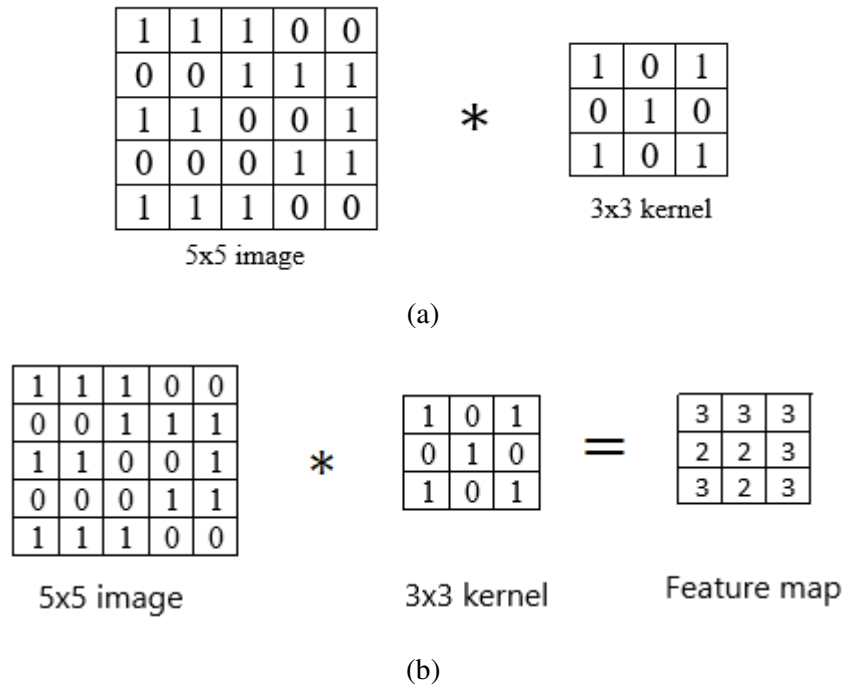 1 1 1 0 0
0 0 1 1 1
1 1 0 0 1
0 0 0 1 1
1 1 1 0 0
5x5 image
*
1 0 1
0 1 0
1 0 1
3x3 kernel
(a)
1 1 1 0 0
0 0 1 1 1
1 1 0 0 1
0 0 0 1 1
1 1 1 0 0
5x5 image
*
1 0 1
0 1 0
1 0 1
3x3 kernel
=
3 3 3
2 2 3
3 2 3
Feature map
(b)